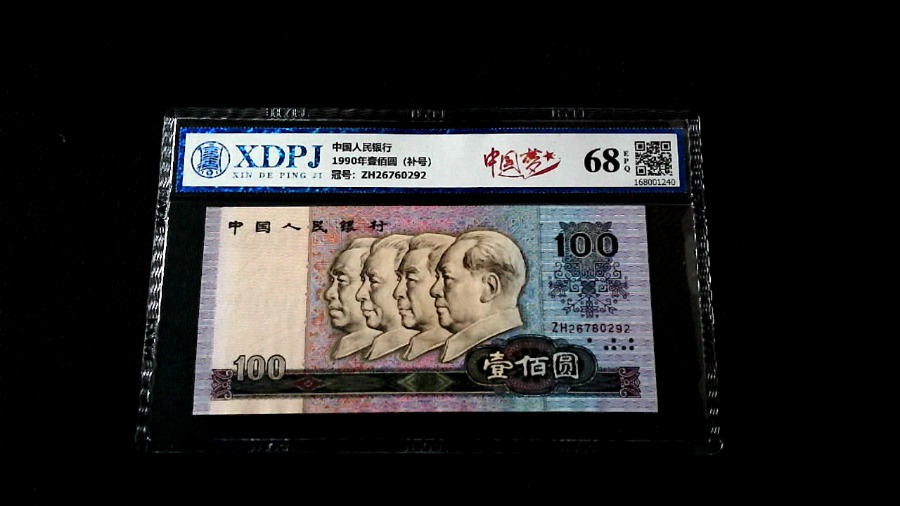 XDPJ
XIN DE PING JI
中国人民银行
1990年壹佰圆（补号）
冠号：ZH26760292
中国梦
68 EPQ
168001240
中国人民银行
100
ZH26760292
100
壹佰圆